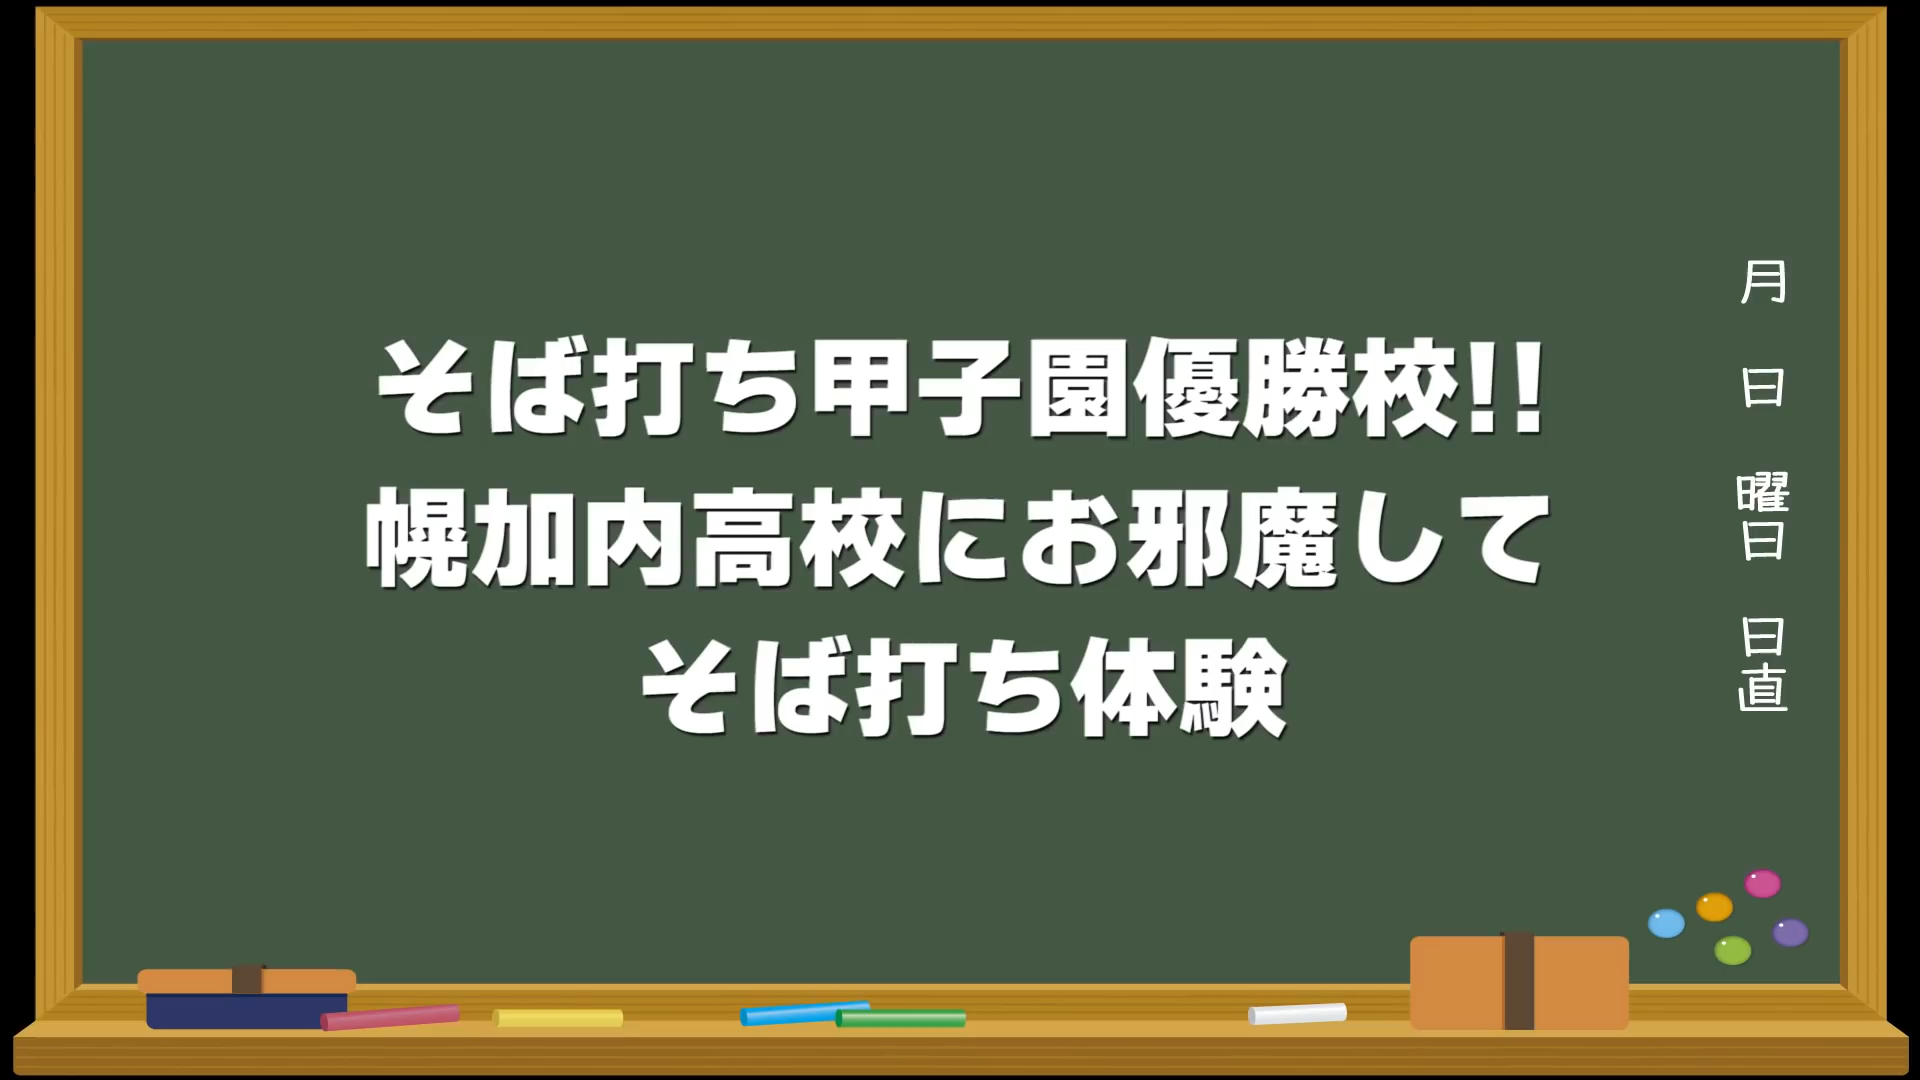 そば打ち甲子園優勝校!!
幌加内高校にお邪魔して
そば打ち体験
月
日
曜日
日直